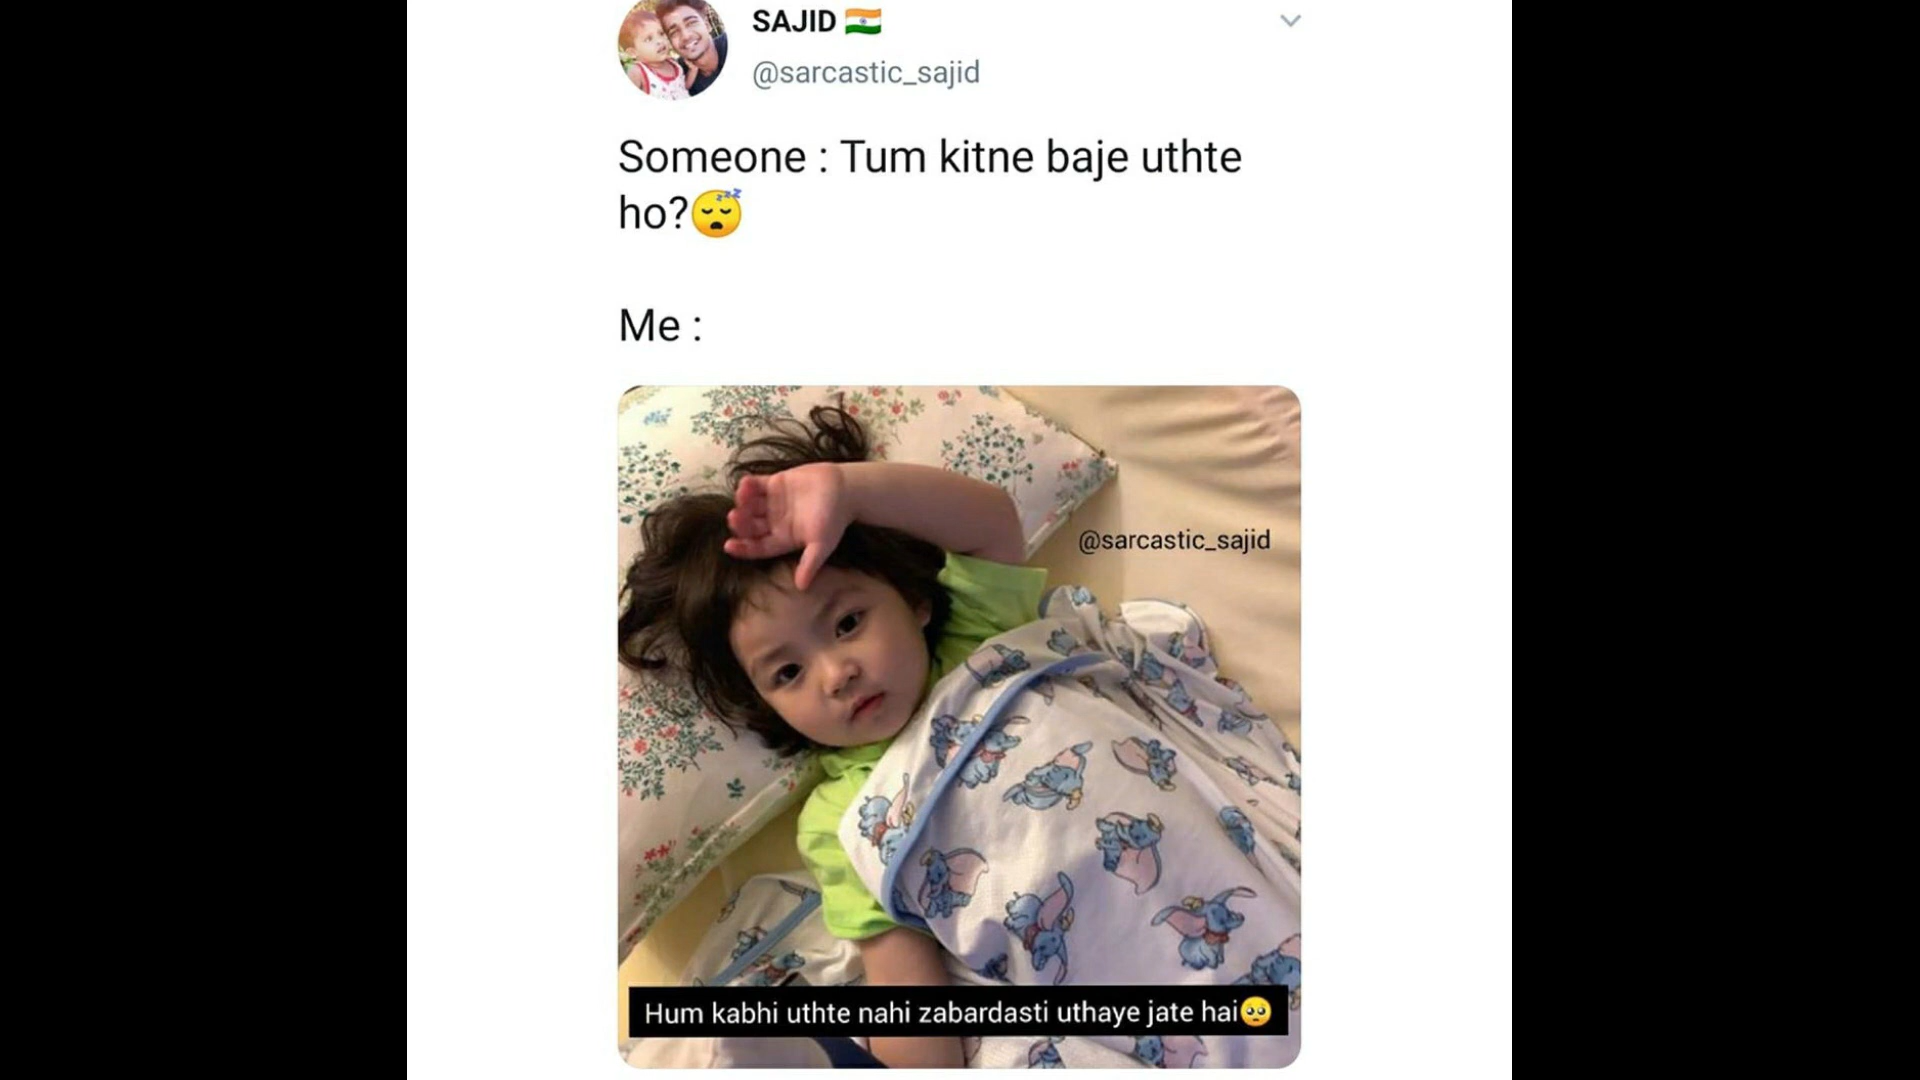 SAJID 🇮🇳
@sarcastic_sajid
Someone : Tum kitne baje uthte
ho?😴
Me :
@sarcastic_sajid
Hum kabhi uthte nahi zabardasti uthaye jate hai🥺